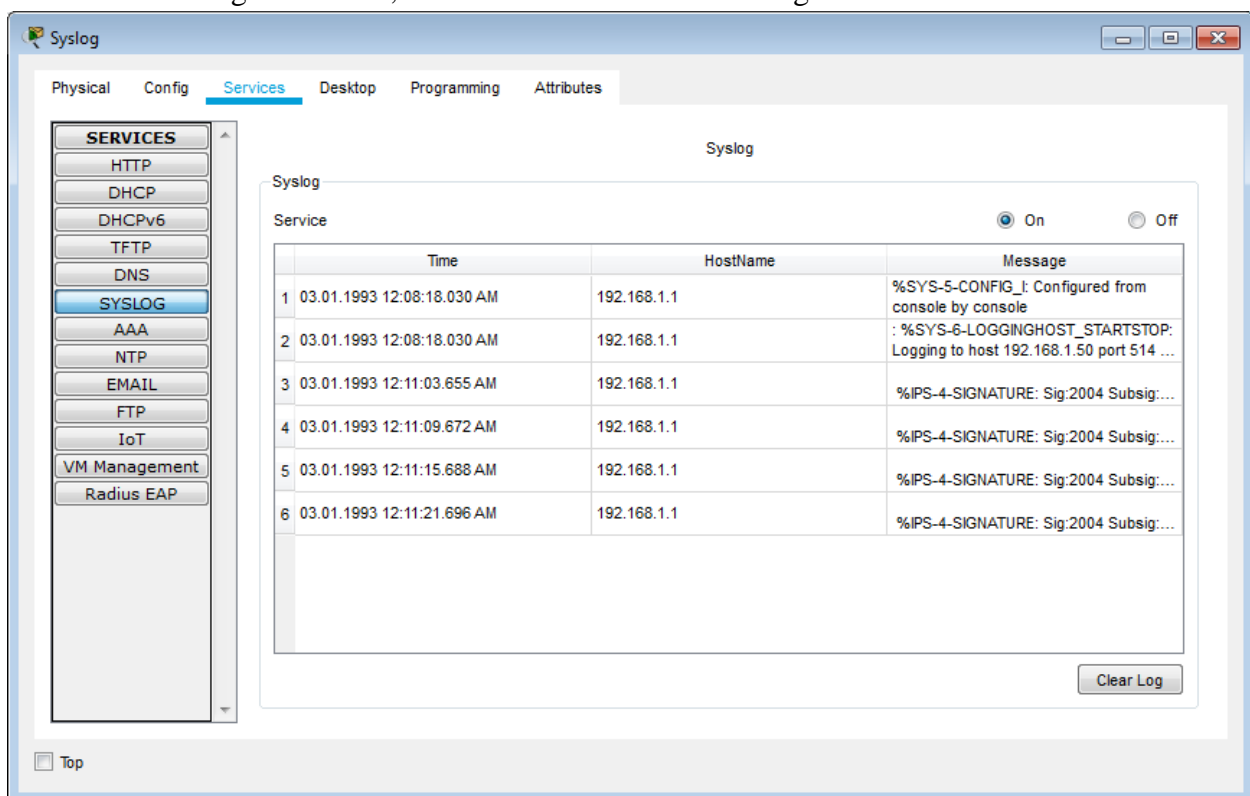 Syslog
Physical Config Services Desktop Programming Attributes
SERVICES
HTTP
DHCP
DHCPv6
TFTP
DNS
SYSLOG
AAA
NTP
EMAIL
FTP
IoT
VM Management
Radius EAP
Syslog
Syslog
Service On Off
Time HostName Message
1 03.01.1993 12:08:18.030 AM 192.168.1.1 %SYS-5-CONFIG_I: Configured from
console by console
2 03.01.1993 12:08:18.030 AM 192.168.1.1 : %SYS-6-LOGGINGHOST_STARTSTOP:
Logging to host 192.168.1.50 port 514 ...
3 03.01.1993 12:11:03.655 AM 192.168.1.1 %IPS-4-SIGNATURE: Sig:2004 Subsig:...
4 03.01.1993 12:11:09.672 AM 192.168.1.1 %IPS-4-SIGNATURE: Sig:2004 Subsig:...
5 03.01.1993 12:11:15.688 AM 192.168.1.1 %IPS-4-SIGNATURE: Sig:2004 Subsig:...
6 03.01.1993 12:11:21.696 AM 192.168.1.1 %IPS-4-SIGNATURE: Sig:2004 Subsig:...
Clear Log
Top